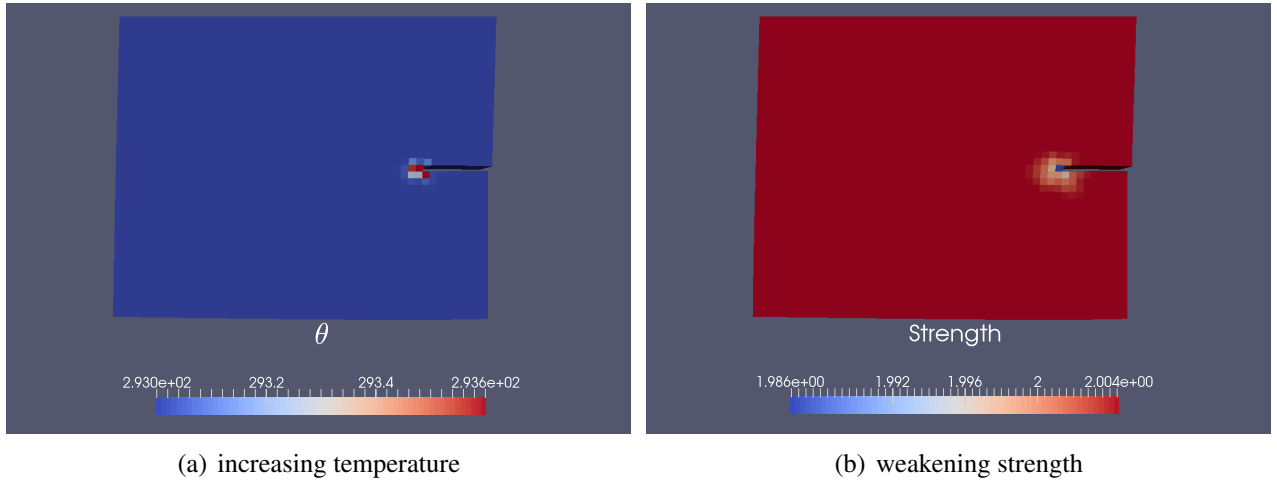 θ
2.930e+02 293.2 293.4 2.936e+02
(a) increasing temperature
Strength
1.986e+00 1.992 1.996 2 2.004e+00
(b) weakening strength